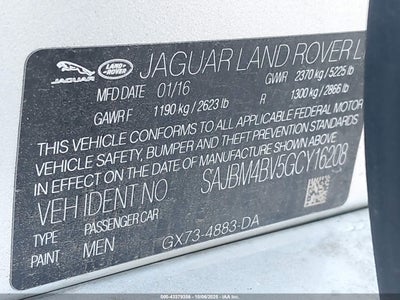 JAGUAR LAND ROVER JAGUAR LAND ROVER L
MFD DATE 01/16 GVWR 2370 kg / 5225 lb
GAWR F 1190 kg / 2623 lb R 1300 kg / 2866 lb
THIS VEHICLE CONFORMS TO ALL APPLICABLE FEDERAL MOTOR
VEHICLE SAFETY, BUMPER AND THEFT PREVENTION STANDARDS
IN EFFECT ON THE DATE OF MANUFACTURE SHOWN ABOVE.
VEH IDENT NO. SAJBM4BV5GCY16208
TYPE PASSENGER CAR
PAINT MEN GX73-4883-DA